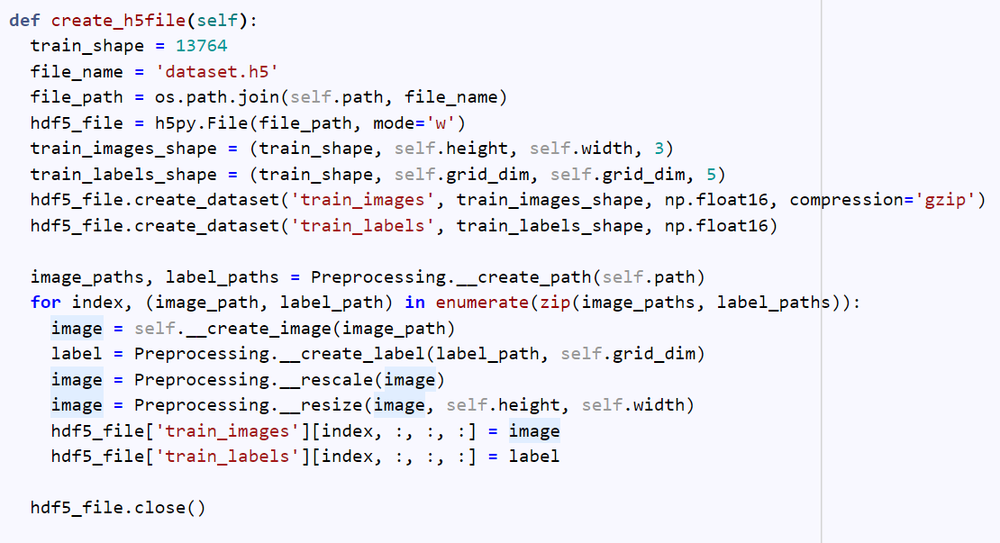 def create_h5file(self):
  train_shape = 13764
  file_name = 'dataset.h5'
  file_path = os.path.join(self.path, file_name)
  hdf5_file = h5py.File(file_path, mode='w')
  train_images_shape = (train_shape, self.height, self.width, 3)
  train_labels_shape = (train_shape, self.grid_dim, self.grid_dim, 5)
  hdf5_file.create_dataset('train_images', train_images_shape, np.float16, compression='gzip')
  hdf5_file.create_dataset('train_labels', train_labels_shape, np.float16)

  image_paths, label_paths = Preprocessing.__create_path(self.path)
  for index, (image_path, label_path) in enumerate(zip(image_paths, label_paths)):
    image = self.__create_image(image_path)
    label = Preprocessing.__create_label(label_path, self.grid_dim)
    image = Preprocessing.__rescale(image)
    image = Preprocessing.__resize(image, self.height, self.width)
    hdf5_file['train_images'][index, :, :, :] = image
    hdf5_file['train_labels'][index, :, :, :] = label

  hdf5_file.close()